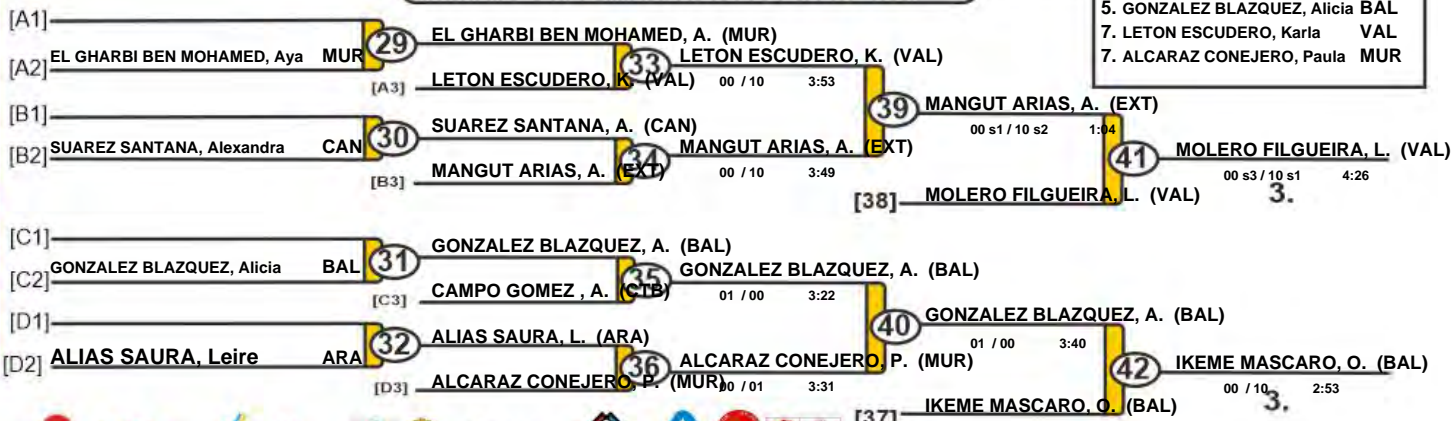 5. GONZALEZ BLAZQUEZ, Alicia BAL
7. LETON ESCUDERO, Karla VAL
7. ALCARAZ CONEJERO, Paula MUR
[A1]
[A2] EL GHARBI BEN MOHAMED, Aya MUR
29
EL GHARBI BEN MOHAMED, A. (MUR)
[A3] LETON ESCUDERO, K. (VAL)
33
LETON ESCUDERO, K. (VAL)
00 / 10 3:53
[B1]
[B2] SUAREZ SANTANA, Alexandra CAN
30
SUAREZ SANTANA, A. (CAN)
[B3] MANGUT ARIAS, A. (EXT)
34
MANGUT ARIAS, A. (EXT)
00 / 10 3:49
39
MANGUT ARIAS, A. (EXT)
00 s1 / 10 s2 1:04
[38] MOLERO FILGUEIRA, L. (VAL)
41
MOLERO FILGUEIRA, L. (VAL)
00 s3 / 10 s1 4:26
3.
[C1]
[C2] GONZALEZ BLAZQUEZ, Alicia BAL
31
GONZALEZ BLAZQUEZ, A. (BAL)
[C3] CAMPO GOMEZ , A. (CTB)
35
GONZALEZ BLAZQUEZ, A. (BAL)
01 / 00 3:22
[D1]
[D2] ALIAS SAURA, Leire ARA
32
ALIAS SAURA, L. (ARA)
[D3] ALCARAZ CONEJERO, P. (MUR)
36
ALCARAZ CONEJERO, P. (MUR)
00 / 01 3:31
40
GONZALEZ BLAZQUEZ, A. (BAL)
01 / 00 3:40
[37] IKEME MASCARO, O. (BAL)
42
IKEME MASCARO, O. (BAL)
00 / 10 2:53
3.